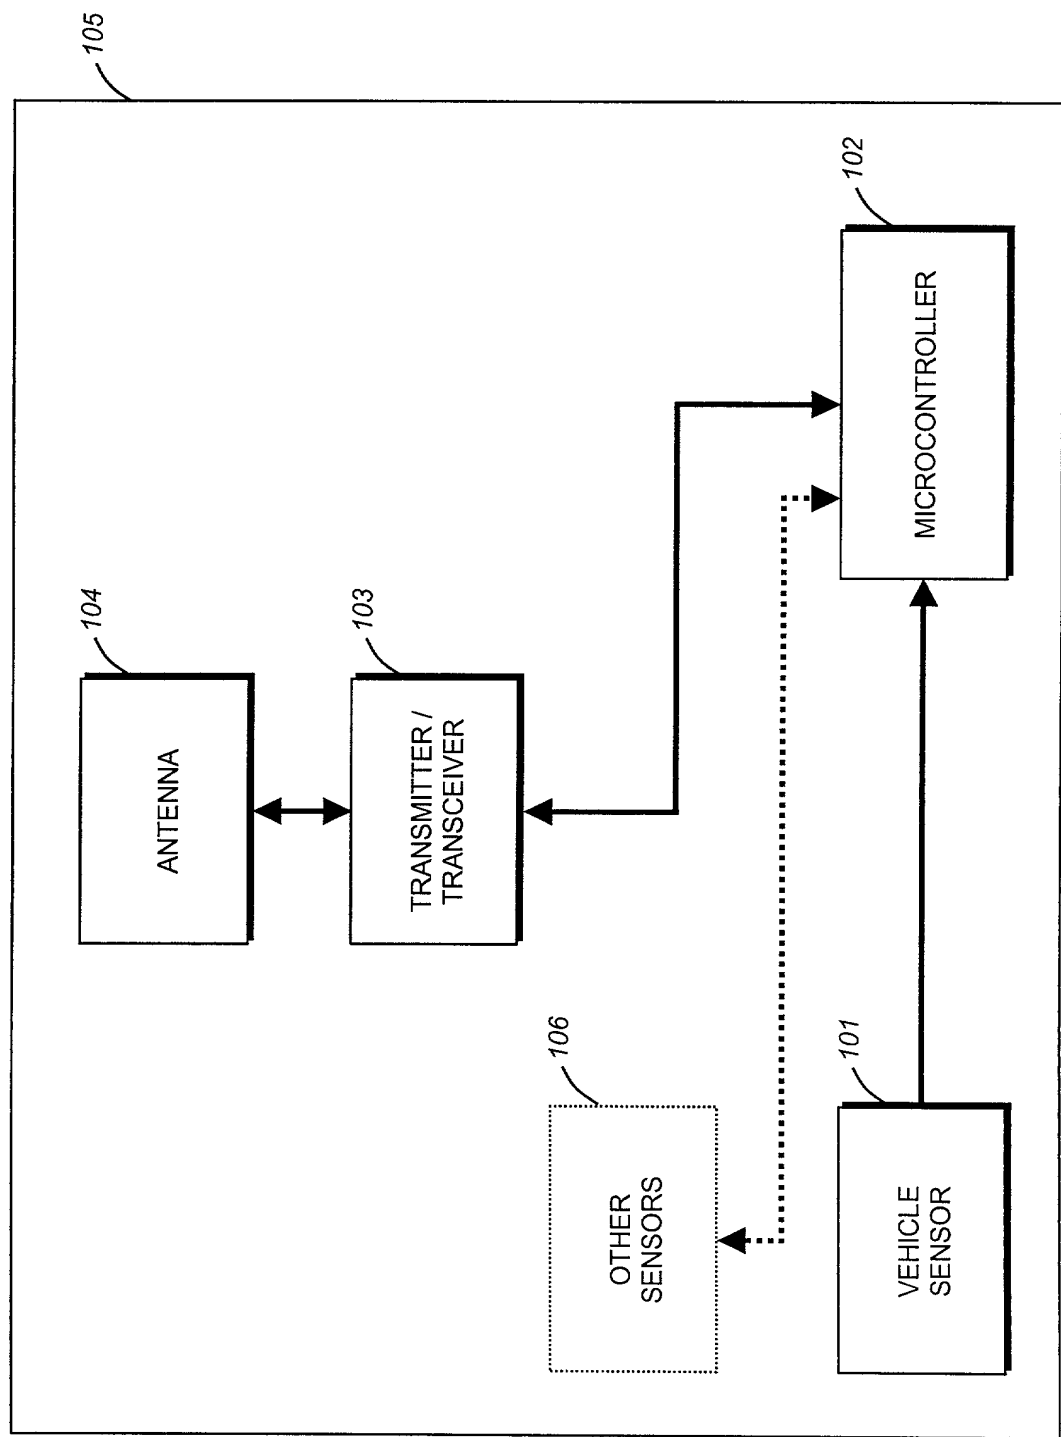 105
104
ANTENNA
103
TRANSMITTER /
TRANSCEIVER
106
OTHER
SENSORS
102
MICROCONTROLLER
101
VEHICLE
SENSOR